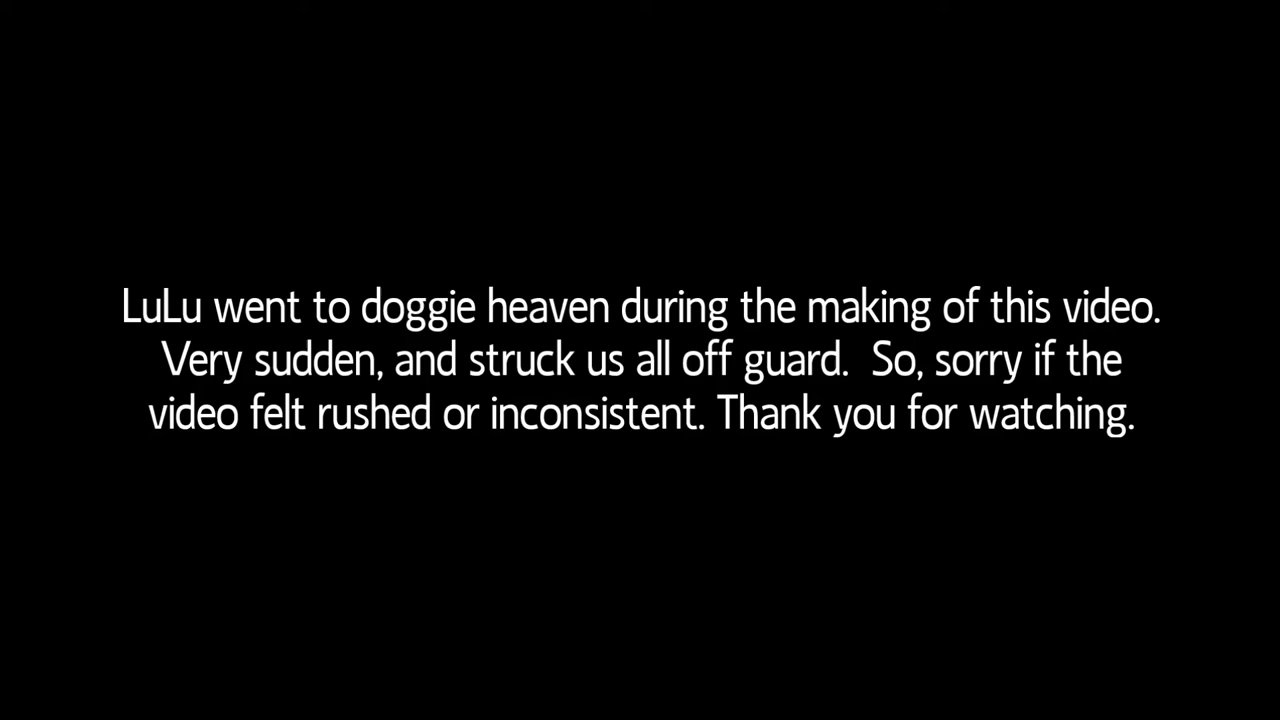 LuLu went to doggie heaven during the making of this video.
Very sudden, and struck us all off guard.  So, sorry if the
video felt rushed or inconsistent. Thank you for watching.